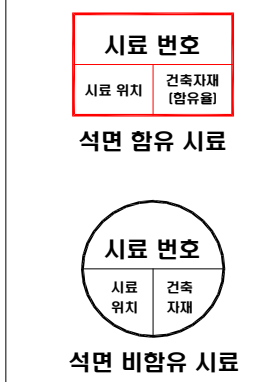 시료 번호
시료 위치 건축자재
(함유율)
석면 함유 시료
시료 번호
시료 건축
위치 자재
석면 비함유 시료